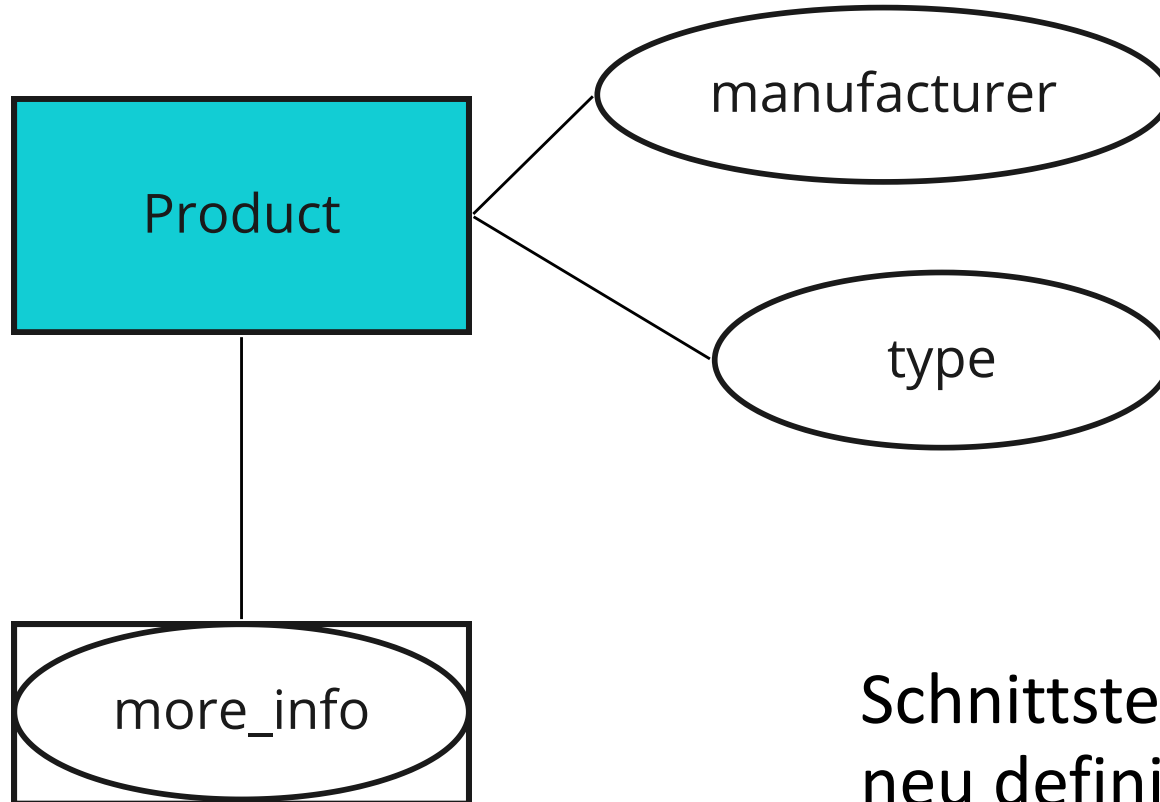 manufacturer
Product
type
more_info
Schnittste
neu defini